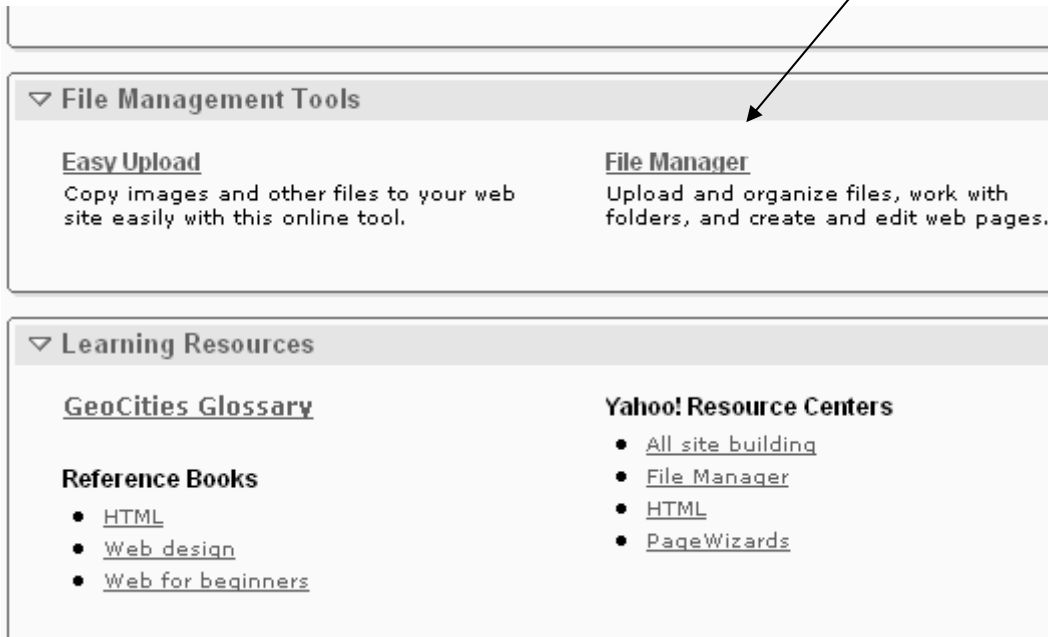 File Management Tools
Easy Upload
Copy images and other files to your web
site easily with this online tool.
File Manager
Upload and organize files, work with
folders, and create and edit web pages.
Learning Resources
GeoCities Glossary
Reference Books
HTML
Web design
Web for beginners
Yahoo! Resource Centers
All site building
File Manager
HTML
PageWizards